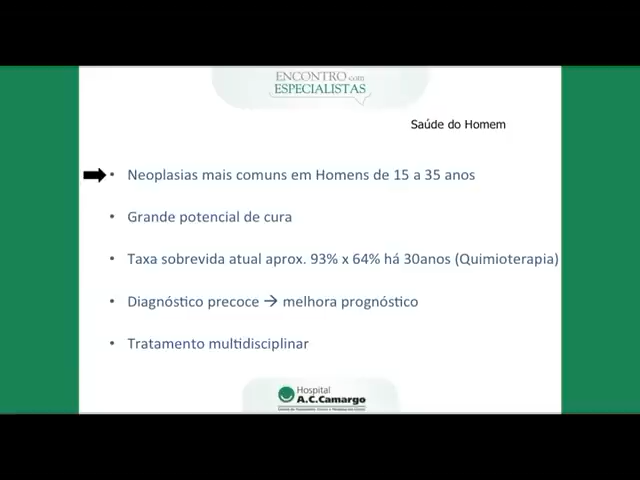 ENCONTRO com
ESPECIALISTAS
Saúde do Homem
• Neoplasias mais comuns em Homens de 15 a 35 anos
• Grande potencial de cura
• Taxa sobrevida atual aprox. 93% x 64% há 30anos (Quimioterapia)
• Diagnóstico precoce → melhora prognóstico
• Tratamento multidisciplinar
Hospital
A.C.Camargo